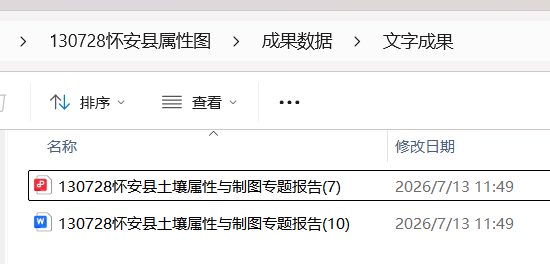 130728怀安县属性图 > 成果数据 > 文字成果
排序 查看
名称 修改日期
130728怀安县土壤属性与制图专题报告(7) 2026/7/13 11:49
130728怀安县土壤属性与制图专题报告(10) 2026/7/13 11:49